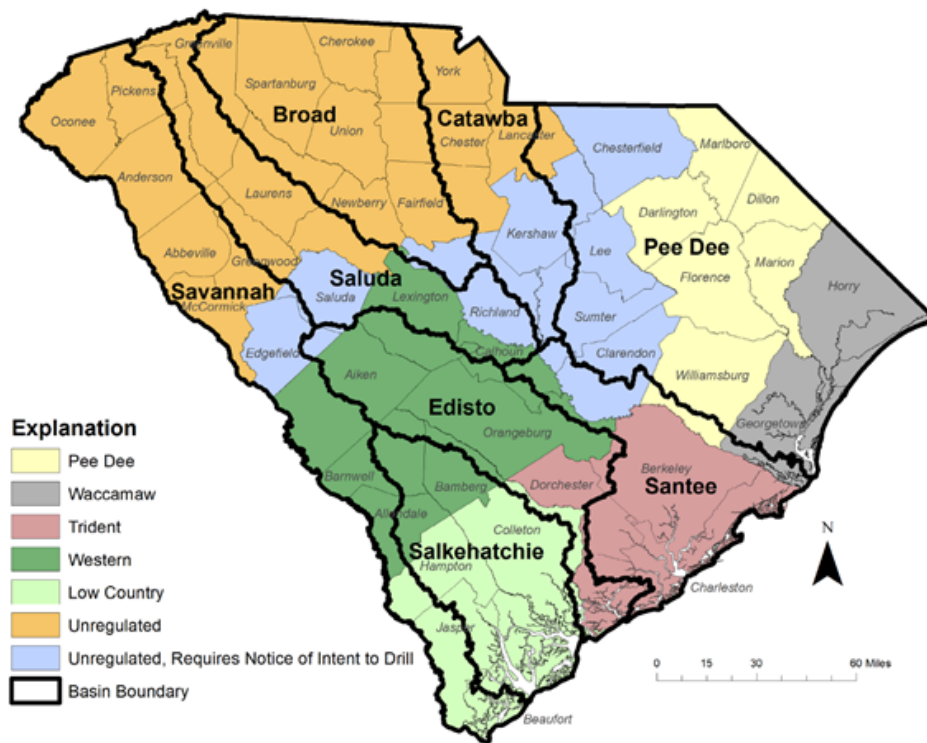 Greenville
Cherokee
York
Pickens
Spartanburg
Oconee
Broad
Union
Catawba
Chester
Lancaster
Chesterfield
Marlboro
Anderson
Laurens
Newberry
Fairfield
Darlington
Dillon
Kershaw
Lee
Pee Dee
Abbeville
Greenwood
Saluda
Florence
Marion
Horry
Savannah
Saluda
Lexington
Richland
McCormick
Sumter
Edgefield
Calhoun
Clarendon
Aiken
Williamsburg
Edisto
Georgetown
Orangeburg
Barnwell
Bamberg
Dorchester
Berkeley
Santee
Allendale
Colleton
Salkehatchie
Hampton
Charleston
Jasper
Beaufort
Explanation
Pee Dee
Waccamaw
Trident
Western
Low Country
Unregulated
Unregulated, Requires Notice of Intent to Drill
Basin Boundary
N
0 15 30 60 Miles